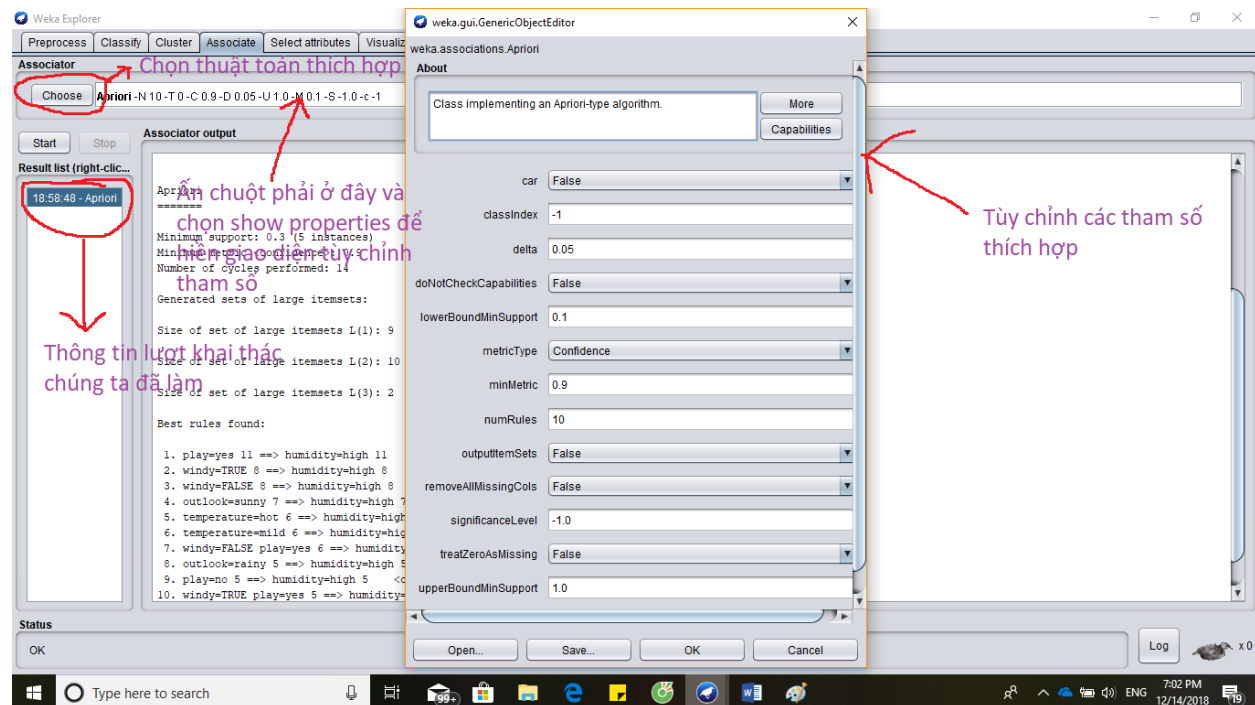 Weka Explorer
Preprocess Classify Cluster Associate Select attributes
Associator
Chọn thuật toán thích hợp
Choose Apriori -N 10 -T 0 -C 0.9 -D 0.05 -U 1.0 -M 0.1 -S -1.0 -c -1
Start Stop
Result list (right-clic...
18:58:48 - Apriori
Thông tin lượt khai thác
chúng ta đã làm
Associator output
Apriori
=======
Ấn chuột phải ở đây và
chọn show properties để
hiện giao diện tùy chỉnh
tham số
Minimum support: 0.3 (5 instances)
Number of cycles performed: 14
Generated sets of large itemsets:
Size of set of large itemsets L(1): 9
Size of set of large itemsets L(2): 10
Size of set of large itemsets L(3): 2
Best rules found:
1. play=yes 11 ==> humidity=high 11
2. windy=TRUE 8 ==> humidity=high 8
3. windy=FALSE 8 ==> humidity=high 8
4. outlook=sunny 7 ==> humidity=high 7
5. temperature=hot 6 ==> humidity=high
6. temperature=mild 6 ==> humidity=hig
7. windy=FALSE play=yes 6 ==> humidity
8. outlook=rainy 5 ==> humidity=high 5
9. play=no 5 ==> humidity=high 5 <c
10. windy=TRUE play=yes 5 ==> humidity=
weka.gui.GenericObjectEditor
weka.associations.Apriori
About
Class implementing an Apriori-type algorithm.
More
Capabilities
car False
classIndex -1
delta 0.05
doNotCheckCapabilities False
lowerBoundMinSupport 0.1
metricType Confidence
minMetric 0.9
numRules 10
outputItemSets False
removeAllMissingCols False
significanceLevel -1.0
treatZeroAsMissing False
upperBoundMinSupport 1.0
Open... Save... OK Cancel
Tùy chỉnh các tham số
thích hợp
Status
OK
Log x 0
Type here to search
99+
ENG
7:02 PM
12/14/2018
19